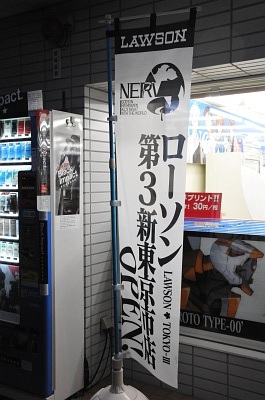 LAWSON
NERV
ローソン
第3新東京市店
LAWSON ◆ TOKYO-III
OPEN!
pact
プリント!!
30円/枚
OTO TYPE-00'